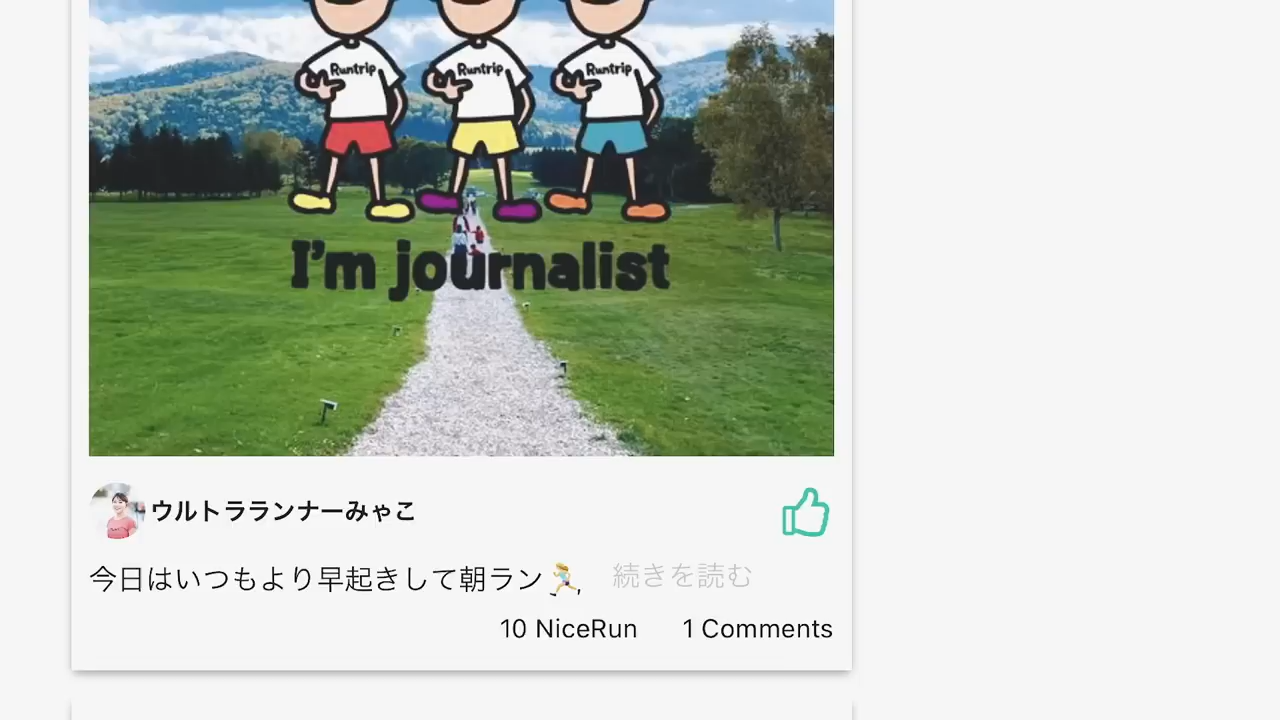 Runtrip Runtrip Runtrip
I'm journalist
ウルトラランナーみゃこ
今日はいつもより早起きして朝ラン🏃, 続きを読む
10 NiceRun 1 Comments